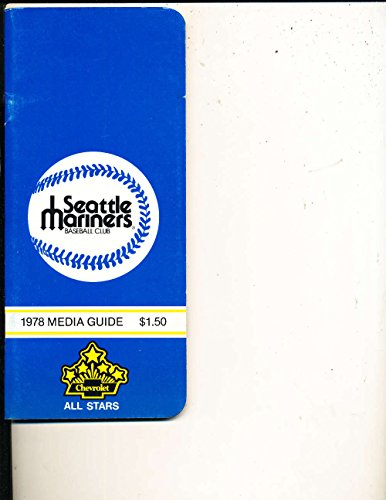 Seattle
Mariners
BASEBALL CLUB
1978 MEDIA GUIDE $1.50
Chevrolet
ALL STARS